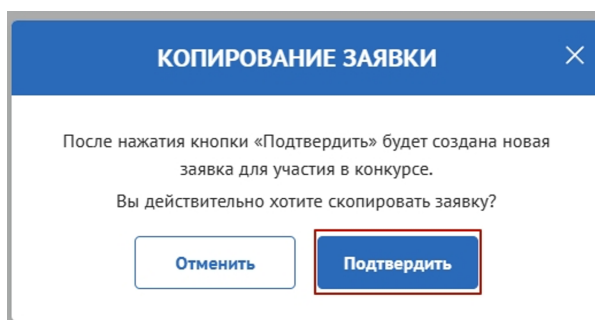 КОПИРОВАНИЕ ЗАЯВКИ
После нажатия кнопки «Подтвердить» будет создана новая
заявка для участия в конкурсе.
Вы действительно хотите скопировать заявку?
Отменить
Подтвердить